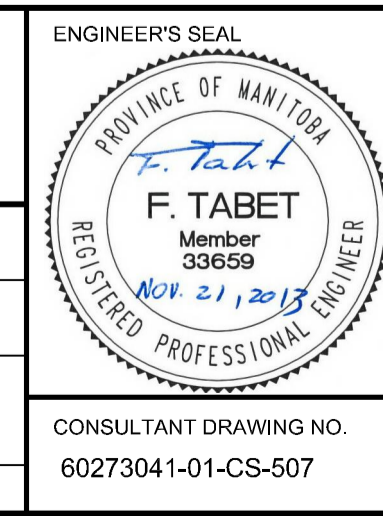 ENGINEER'S SEAL
PROVINCE OF MANITOBA
F. Tabet
F. TABET
Member
33659
NOV. 21, 2013
REGISTERED PROFESSIONAL ENGINEER
CONSULTANT DRAWING NO.
60273041-01-CS-507